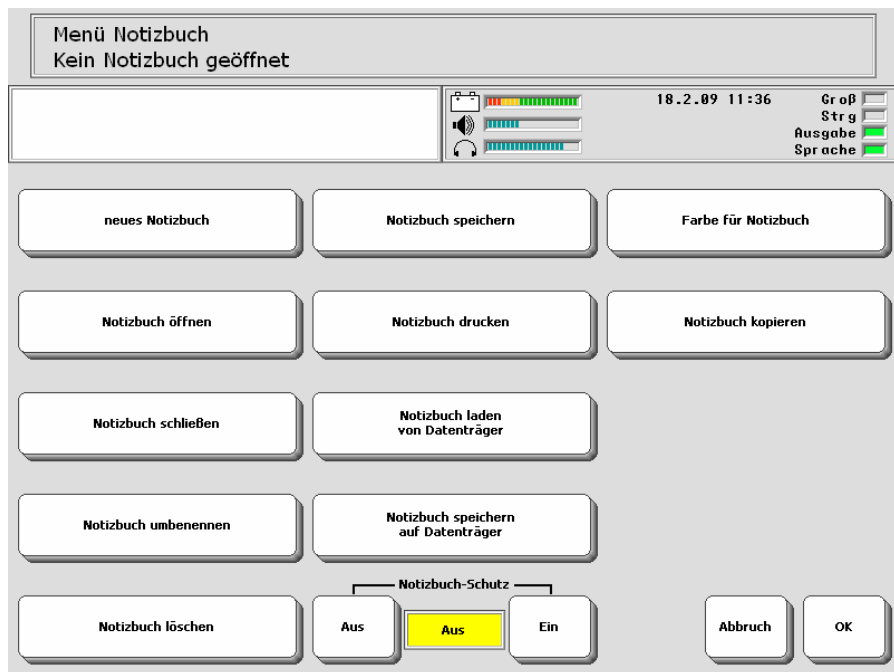 Menü Notizbuch
Kein Notizbuch geöffnet
18.2.09 11:36
Groß
Strg
Ausgabe
Sprache
neues Notizbuch
Notizbuch speichern
Farbe für Notizbuch
Notizbuch öffnen
Notizbuch drucken
Notizbuch kopieren
Notizbuch schließen
Notizbuch laden
von Datenträger
Notizbuch umbenennen
Notizbuch speichern
auf Datenträger
Notizbuch löschen
Notizbuch-Schutz
Aus
Aus
Ein
Abbruch
OK